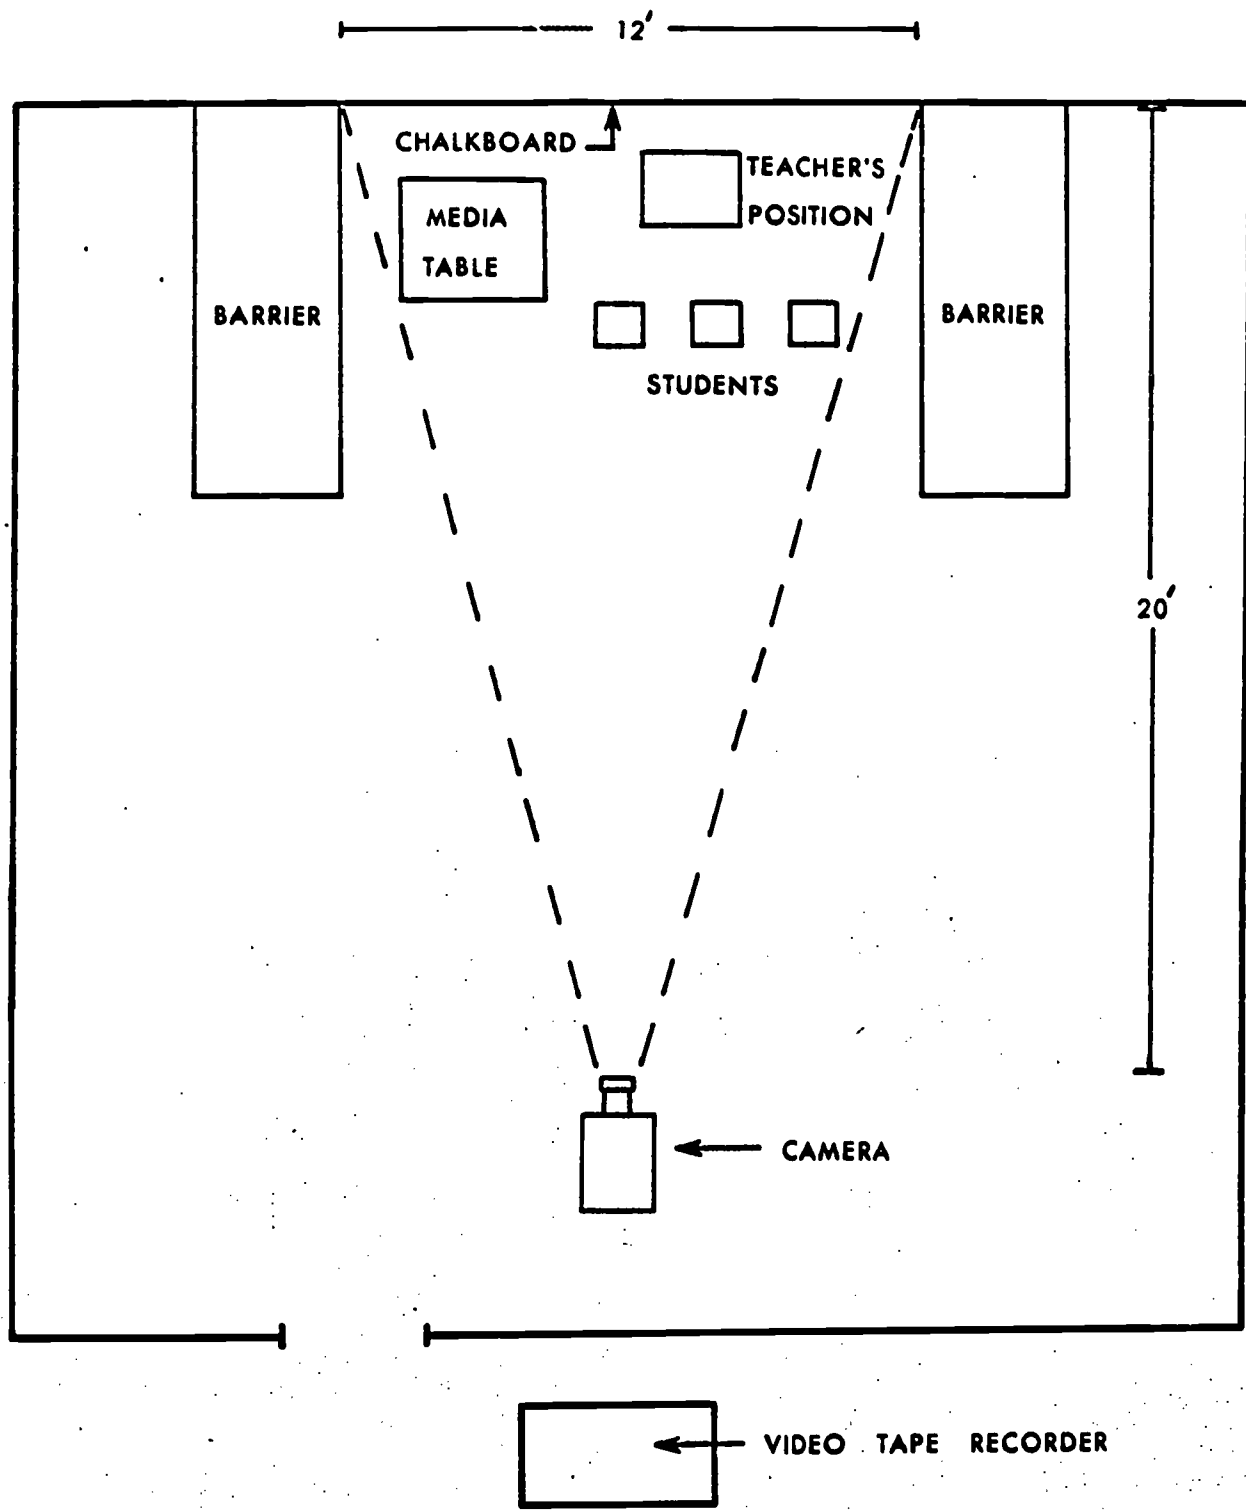 12'
CHALKBOARD
TEACHER'S
POSITION
MEDIA
TABLE
BARRIER
BARRIER
STUDENTS
20'
CAMERA
VIDEO TAPE RECORDER